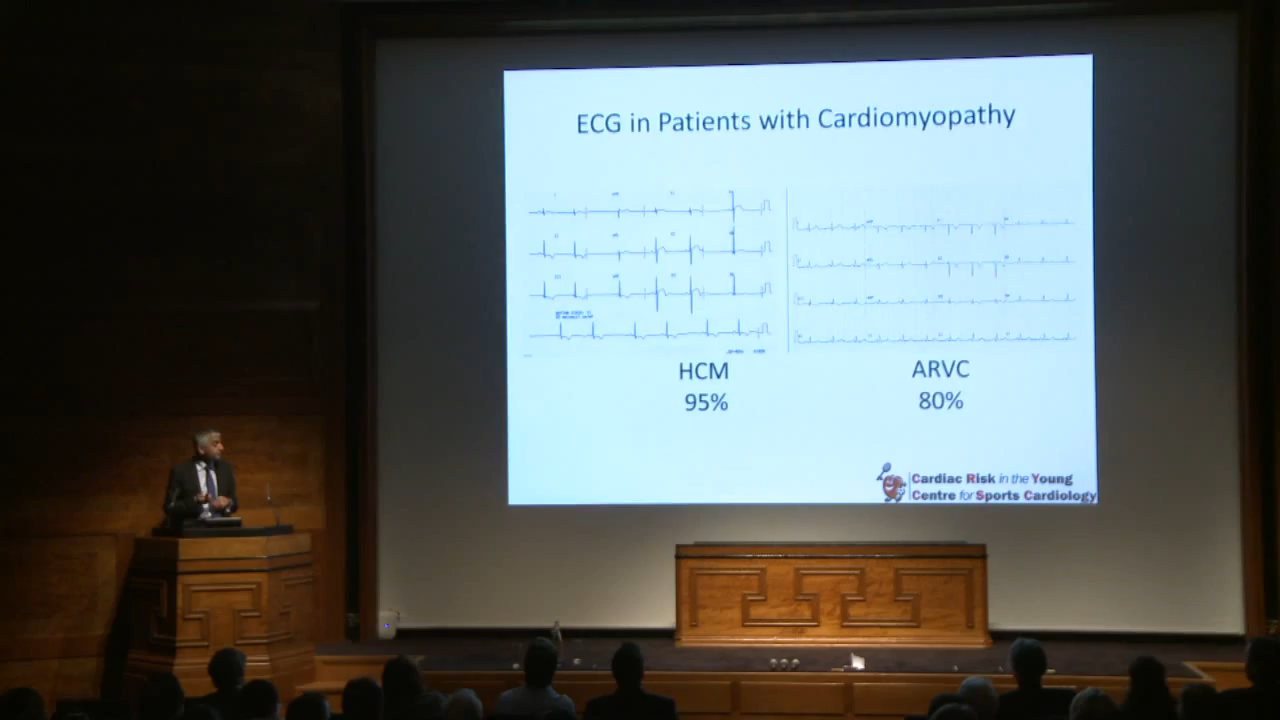 ECG in Patients with Cardiomyopathy
HCM
95%
ARVC
80%
Cardiac Risk in the Young
Centre for Sports Cardiology